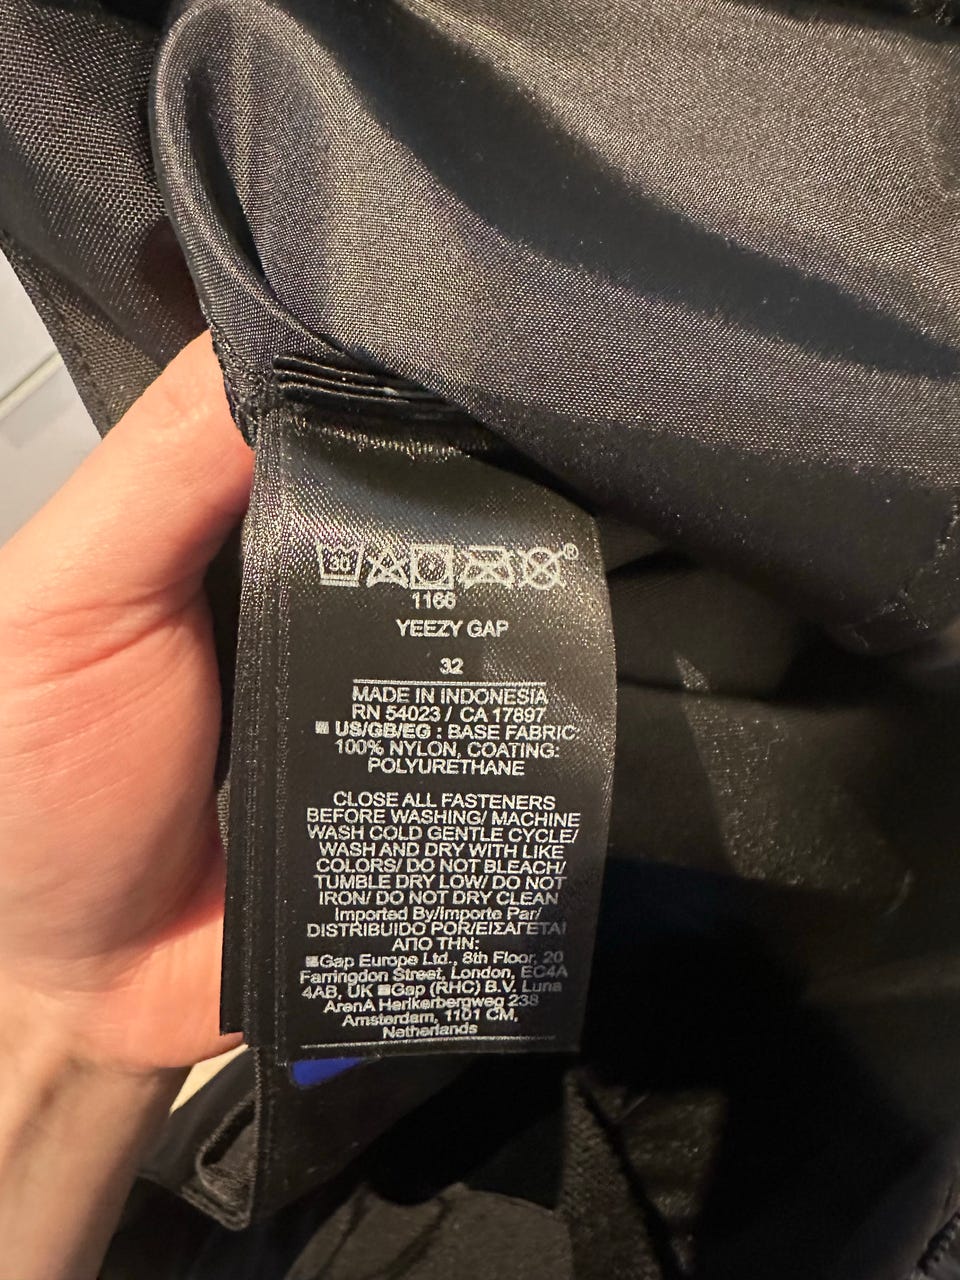 30 ®
1166
YEEZY GAP
32
MADE IN INDONESIA
RN 54023 / CA 17897
US/GB/EG : BASE FABRIC
100% NYLON, COATING:
POLYURETHANE
CLOSE ALL FASTENERS
BEFORE WASHING/ MACHINE
WASH COLD GENTLE CYCLE/
WASH AND DRY WITH LIKE
COLORS/ DO NOT BLEACH/
TUMBLE DRY LOW/ DO NOT
IRON/ DO NOT DRY CLEAN
Imported By/Importe Par/
DISTRIBUIDO POR/ΕΙΣΑΓΕΤΑΙ
ΑΠΟ ΤΗΝ:
Gap Europe Ltd., 8th Floor, 20
Farringdon Street, London, EC4A
4AB, UK Gap (RHC) B.V. Luna
ArenA Herikerbergweg 238
Amsterdam, 1101 CM,
Netherlands